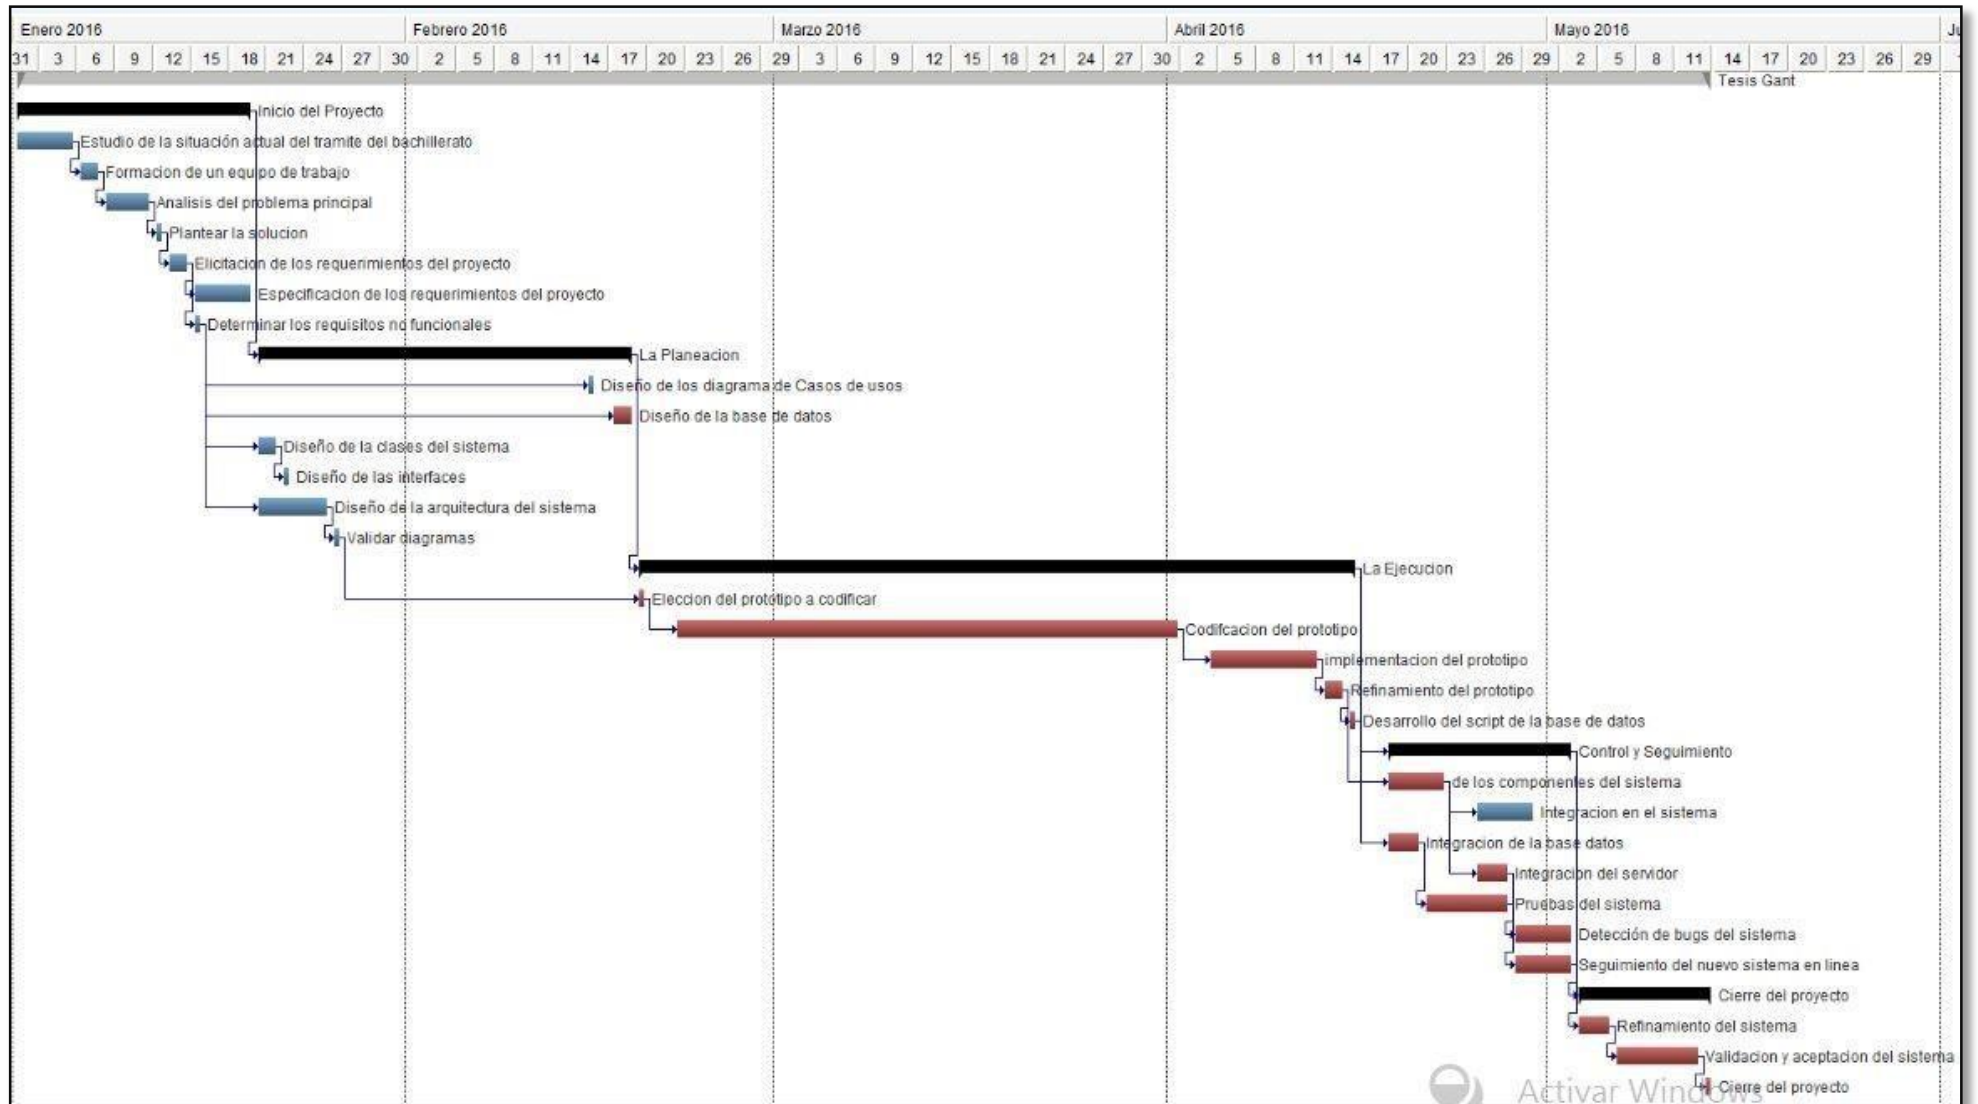 Enero 2016 Febrero 2016 Marzo 2016 Abril 2016 Mayo 2016 Ju
31 3 6 9 12 15 18 21 24 27 30 2 5 8 11 14 17 20 23 26 29 3 6 9 12 15 18 21 24 27 30 2 5 8 11 14 17 20 23 26 29 2 5 8 11 14 17 20 23 26 29
Tesis Gant
Inicio del Proyecto
Estudio de la situación actual del tramite del bachillerato
Formacion de un equipo de trabajo
Analisis del problema principal
Plantear la solucion
Elicitacion de los requerimientos del proyecto
Especificacion de los requerimientos del proyecto
Determinar los requisitos no funcionales
La Planeacion
Diseño de los diagrama de Casos de usos
Diseño de la base de datos
Diseño de la clases del sistema
Diseño de las interfaces
Diseño de la arquitectura del sistema
Validar diagramas
La Ejecucion
Eleccion del prototipo a codificar
Codifcacion del prototipo
implementacion del prototipo
Refinamiento del prototipo
Desarrollo del script de la base de datos
Control y Seguimiento
de los componentes del sistema
Integracion en el sistema
Integracion de la base datos
Integracion del servidor
Pruebas del sistema
Detección de bugs del sistema
Seguimiento del nuevo sistema en linea
Cierre del proyecto
Refinamiento del sistema
Validacion y aceptacion del sistema
Cierre del proyecto
Activar Windows